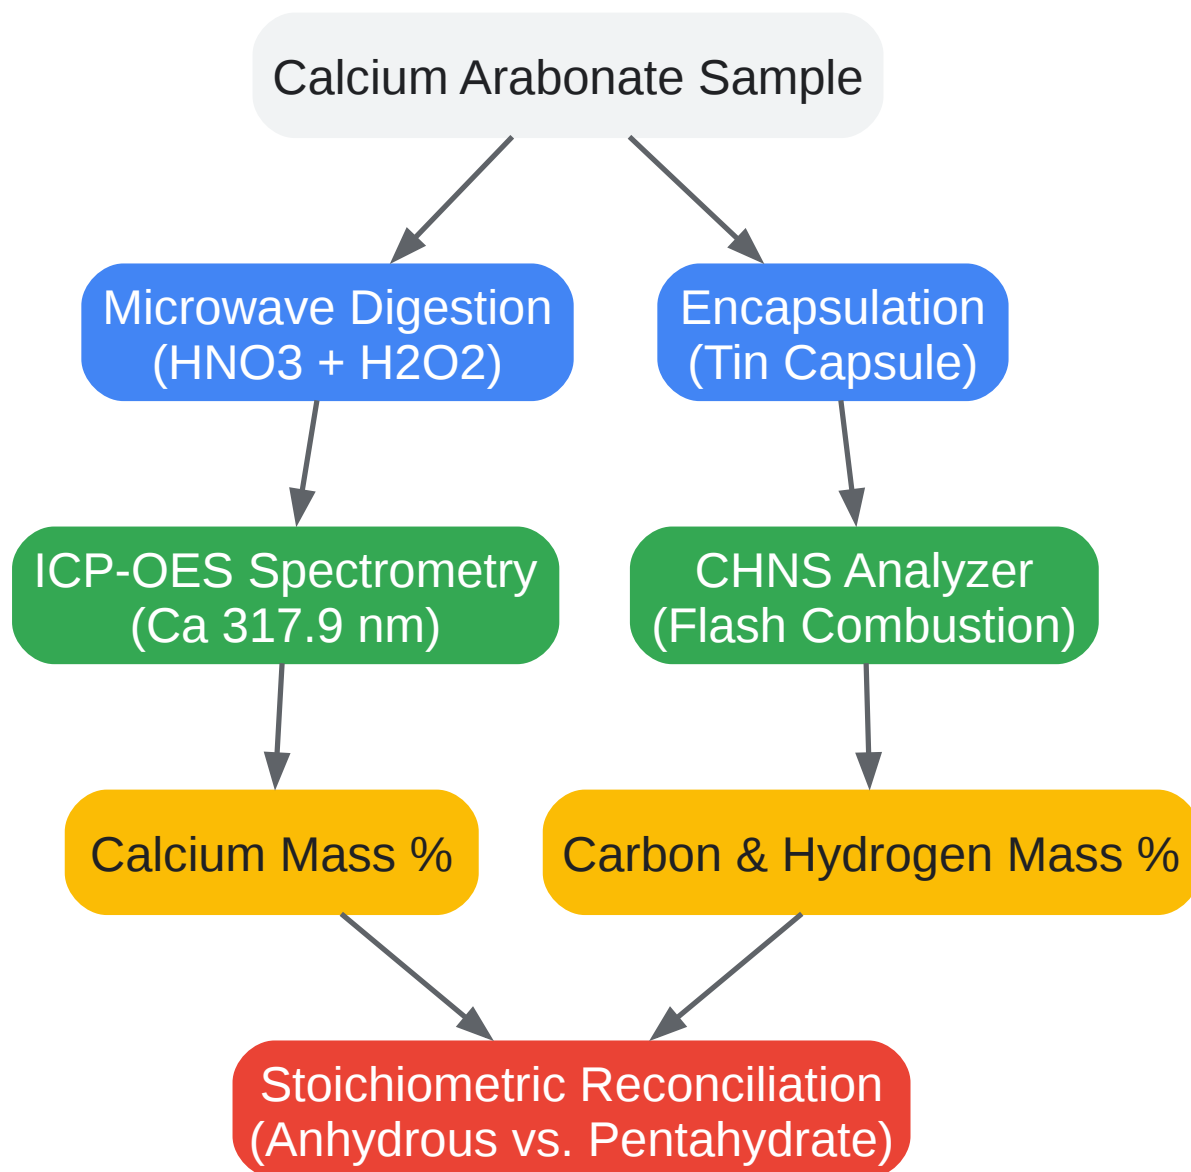 Calcium Arabonate Sample
Microwave Digestion
(HNO3 + H2O2)
Encapsulation
(Tin Capsule)
ICP-OES Spectrometry
(Ca 317.9 nm)
CHNS Analyzer
(Flash Combustion)
Calcium Mass %
Carbon & Hydrogen Mass %
Stoichiometric Reconciliation
(Anhydrous vs. Pentahydrate)